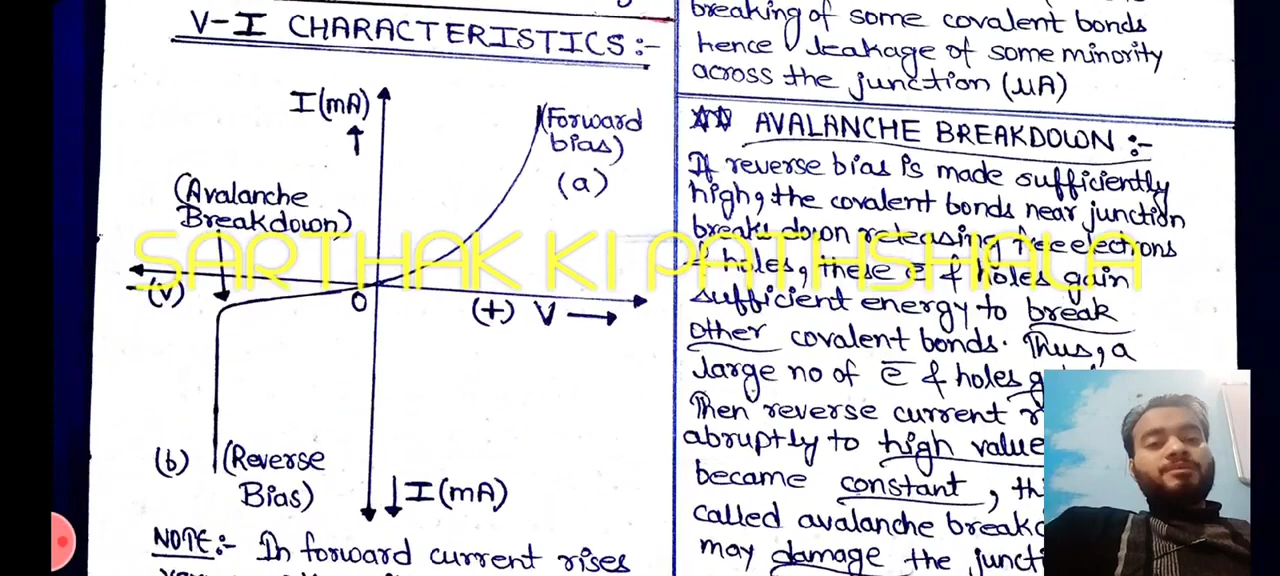 V-I CHARACTERISTICS:-
I(mA)
(Forward
bias)
(a)
(Avalanche
Breakdown)
-(V)
O
(+) V
(b)
(Reverse
Bias)
I(mA)
NOTE:- In forward current rises
breaking of some covalent bonds
hence leakage of some minority
across the junction (μA)
AVALANCHE BREAKDOWN:-
If reverse bias is made sufficiently
high, the covalent bonds near junction
breaks down releasing free electrons
& holes, these e̅ & holes gain
sufficient energy to break
other covalent bonds. Thus, a
large no of e̅ & holes
Then reverse current
abruptly to high value
became constant,
called avalanche
may damage the
SARTHAK KI PATHSHALA